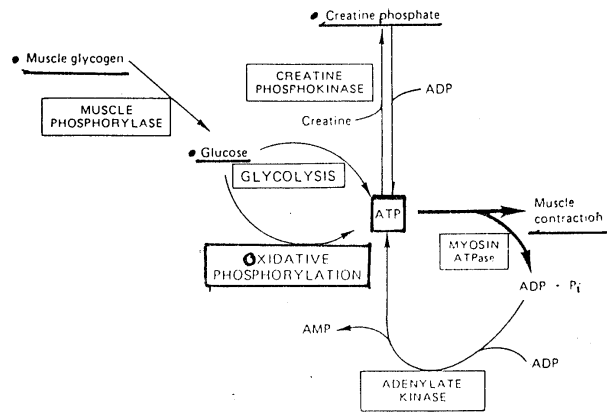 • Creatine phosphate
• Muscle glycogen
CREATINE
PHOSPHOKINASE
ADP
MUSCLE
PHOSPHORYLASE
Creatine
• Glucose
GLYCOLYSIS
ATP
Muscle
contraction
MYOSIN
ATPase
OXIDATIVE
PHOSPHORYLATION
ADP + Pi
AMP
ADP
ADENYLATE
KINASE